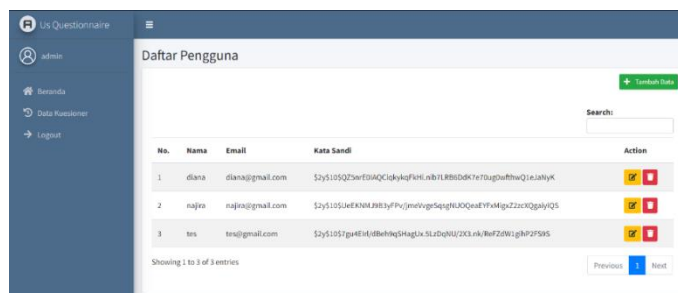 R Us Questionnaire
admin
Beranda
Data Kuesioner
Logout
Daftar Pengguna
+ Tambah Data
Search:
No. Nama Email Kata Sandi Action
1 diana diana@gmail.com
2 najira najira@gmail.com
3 tes tes@gmail.com
Showing 1 to 3 of 3 entries
Previous 1 Next